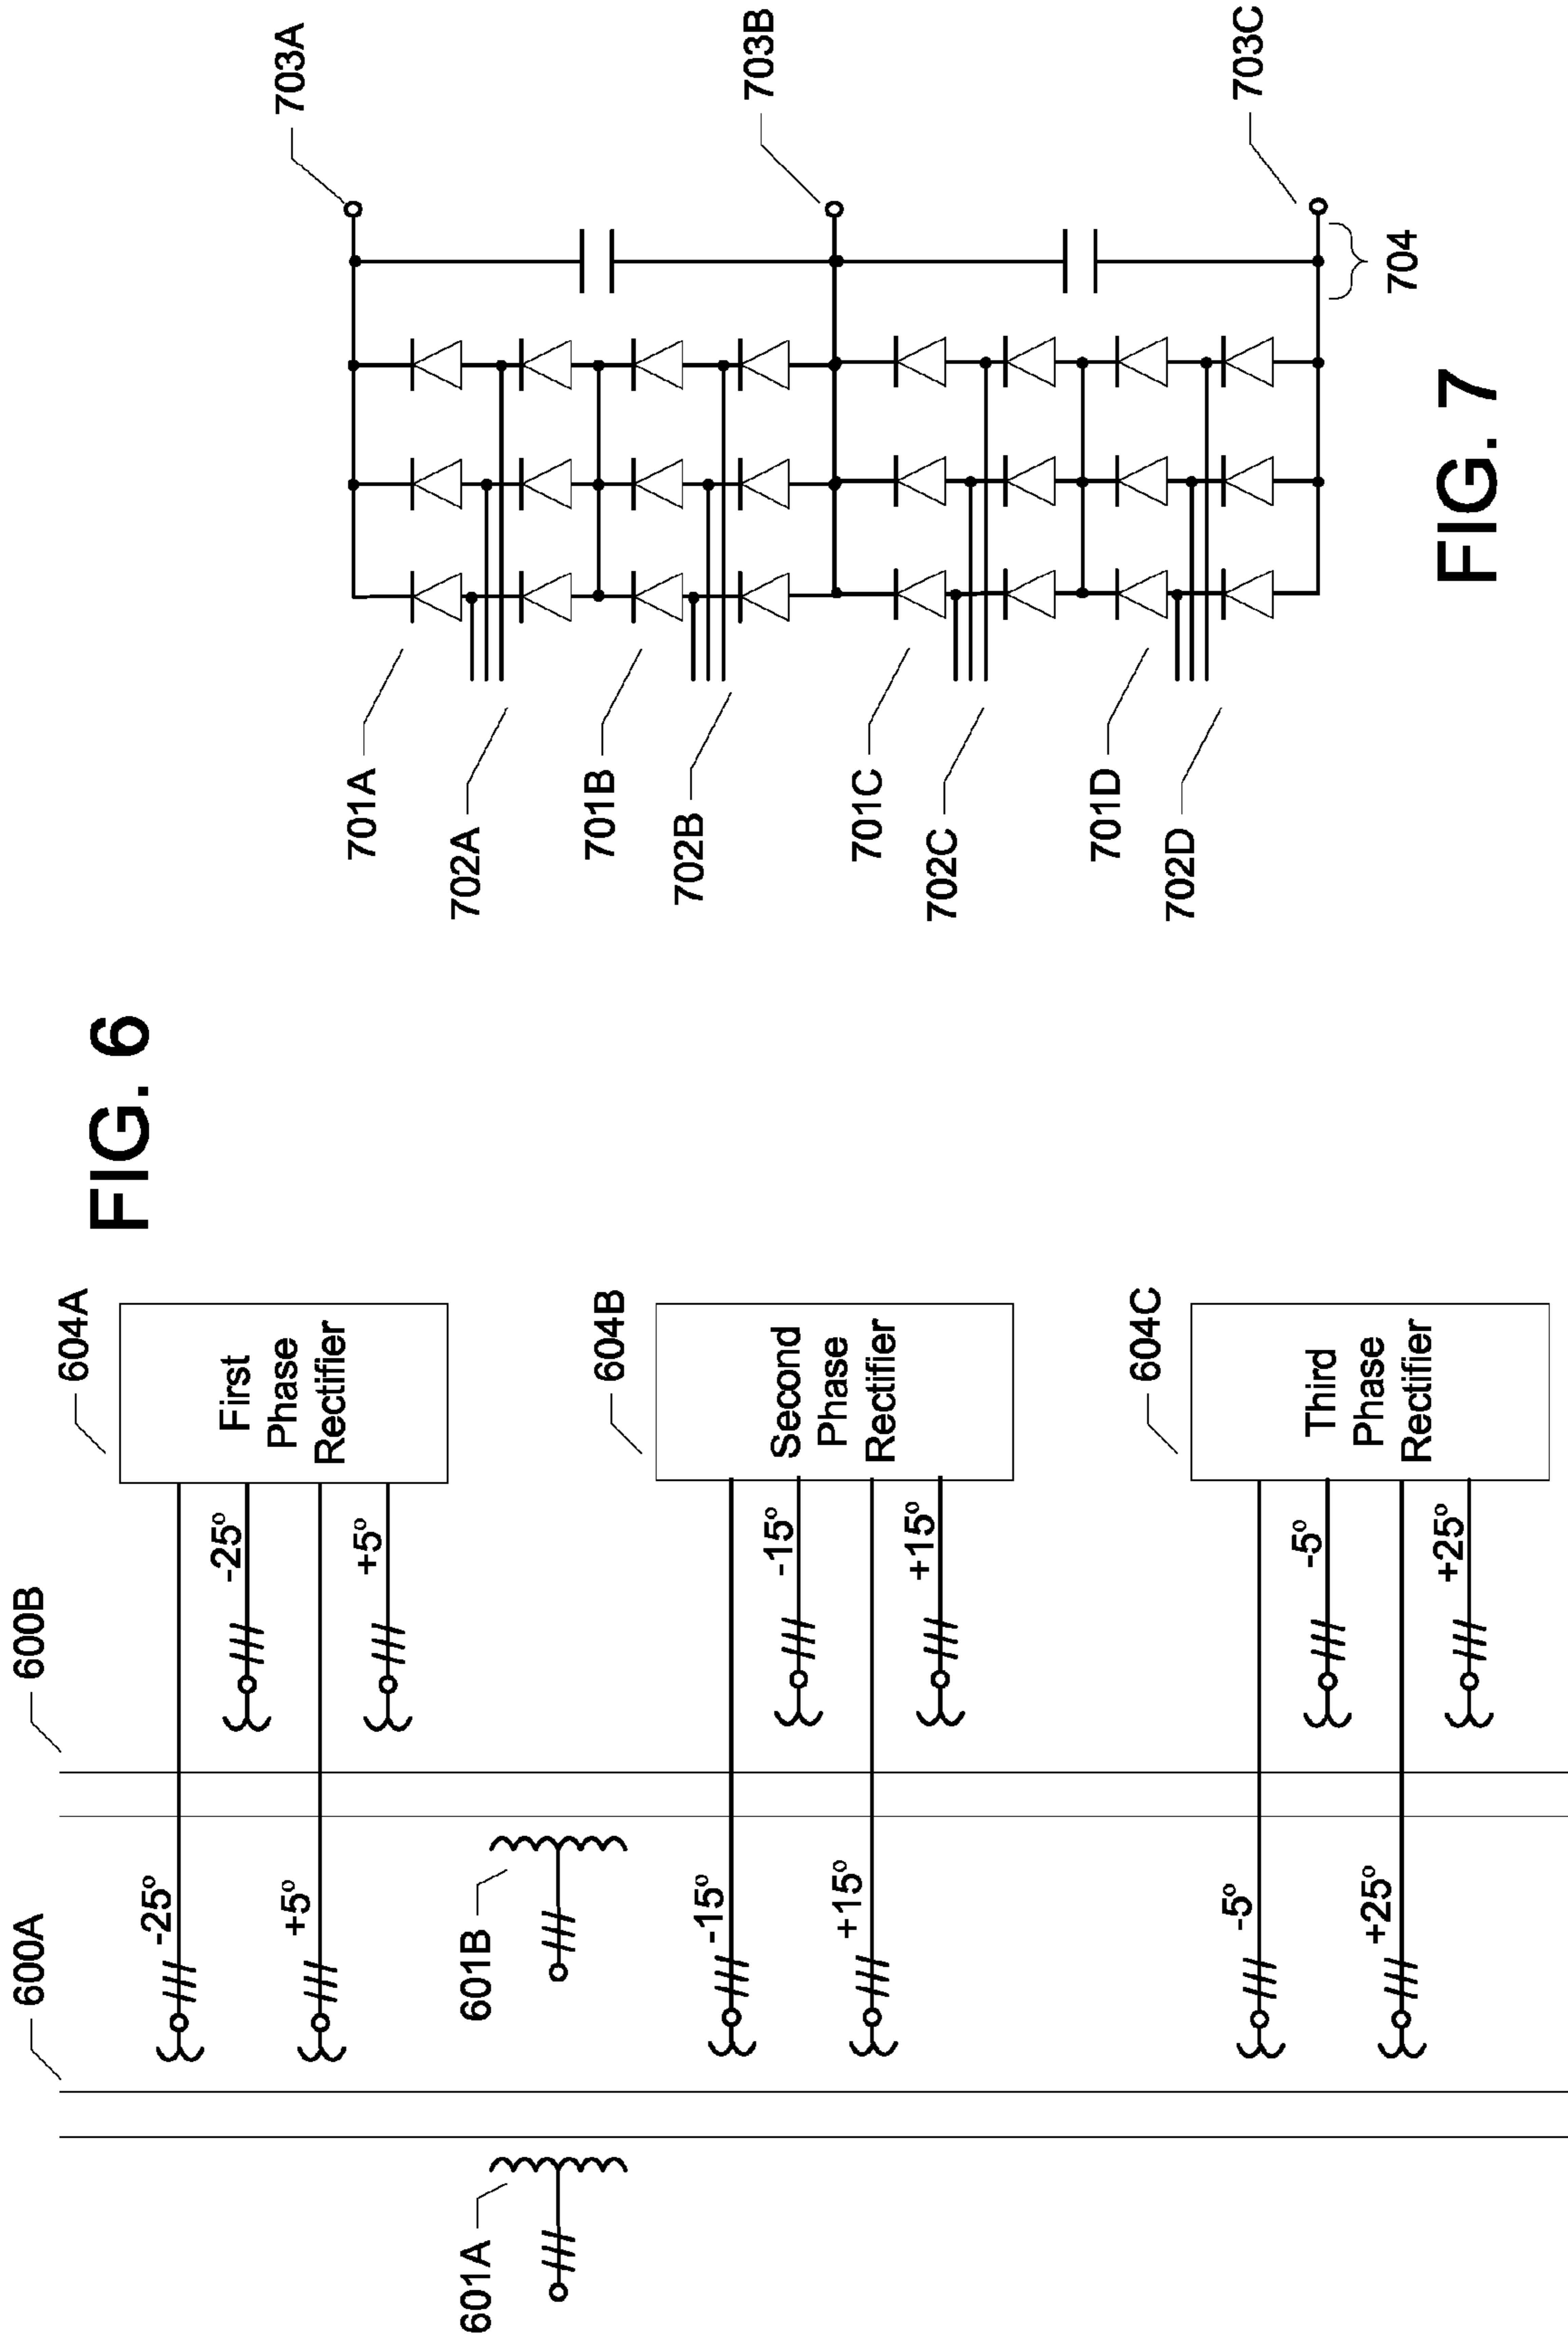 FIG. 6
600A
600B
604A
-25°
-25°
First
Phase
Rectifier
+5°
+5°
601A
601B
604B
-15°
-15°
Second
Phase
Rectifier
+15°
+15°
604C
-5°
-5°
Third
Phase
Rectifier
+25°
+25°
703A
703B
703C
701A
702A
701B
702B
701C
702C
701D
702D
704
FIG. 7